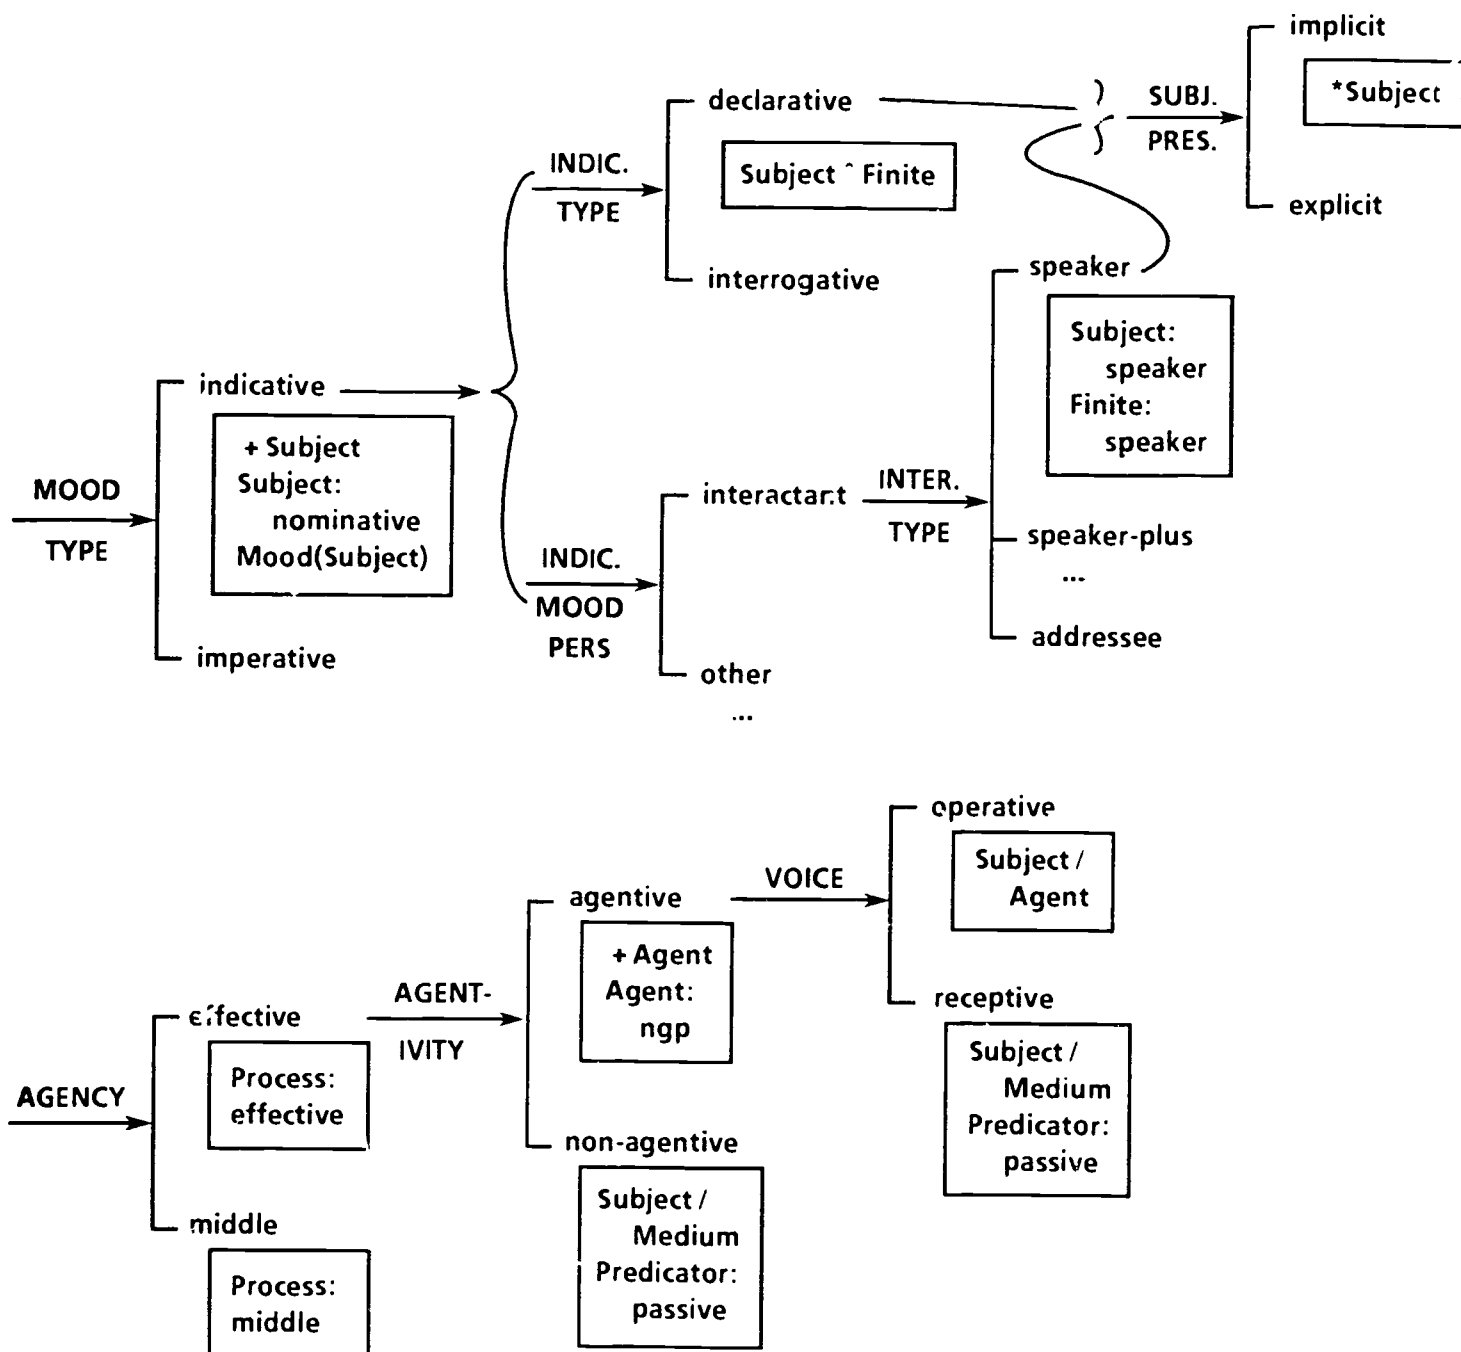 implicit
*Subject
declarative
SUBJ.
PRES.
INDIC.
TYPE
Subject ^ Finite
explicit
interrogative
speaker
Subject:
speaker
Finite:
speaker
indicative
+ Subject
Subject:
nominative
Mood(Subject)
MOOD
TYPE
imperative
interactant
INTER.
TYPE
speaker-plus
...
addressee
INDIC.
MOOD
PERS
other
...
operative
Subject /
Agent
VOICE
agentive
+ Agent
Agent:
ngp
receptive
Subject /
Medium
Predicator:
passive
AGENT-
IVITY
effective
Process:
effective
AGENCY
non-agentive
Subject /
Medium
Predicator:
passive
middle
Process:
middle